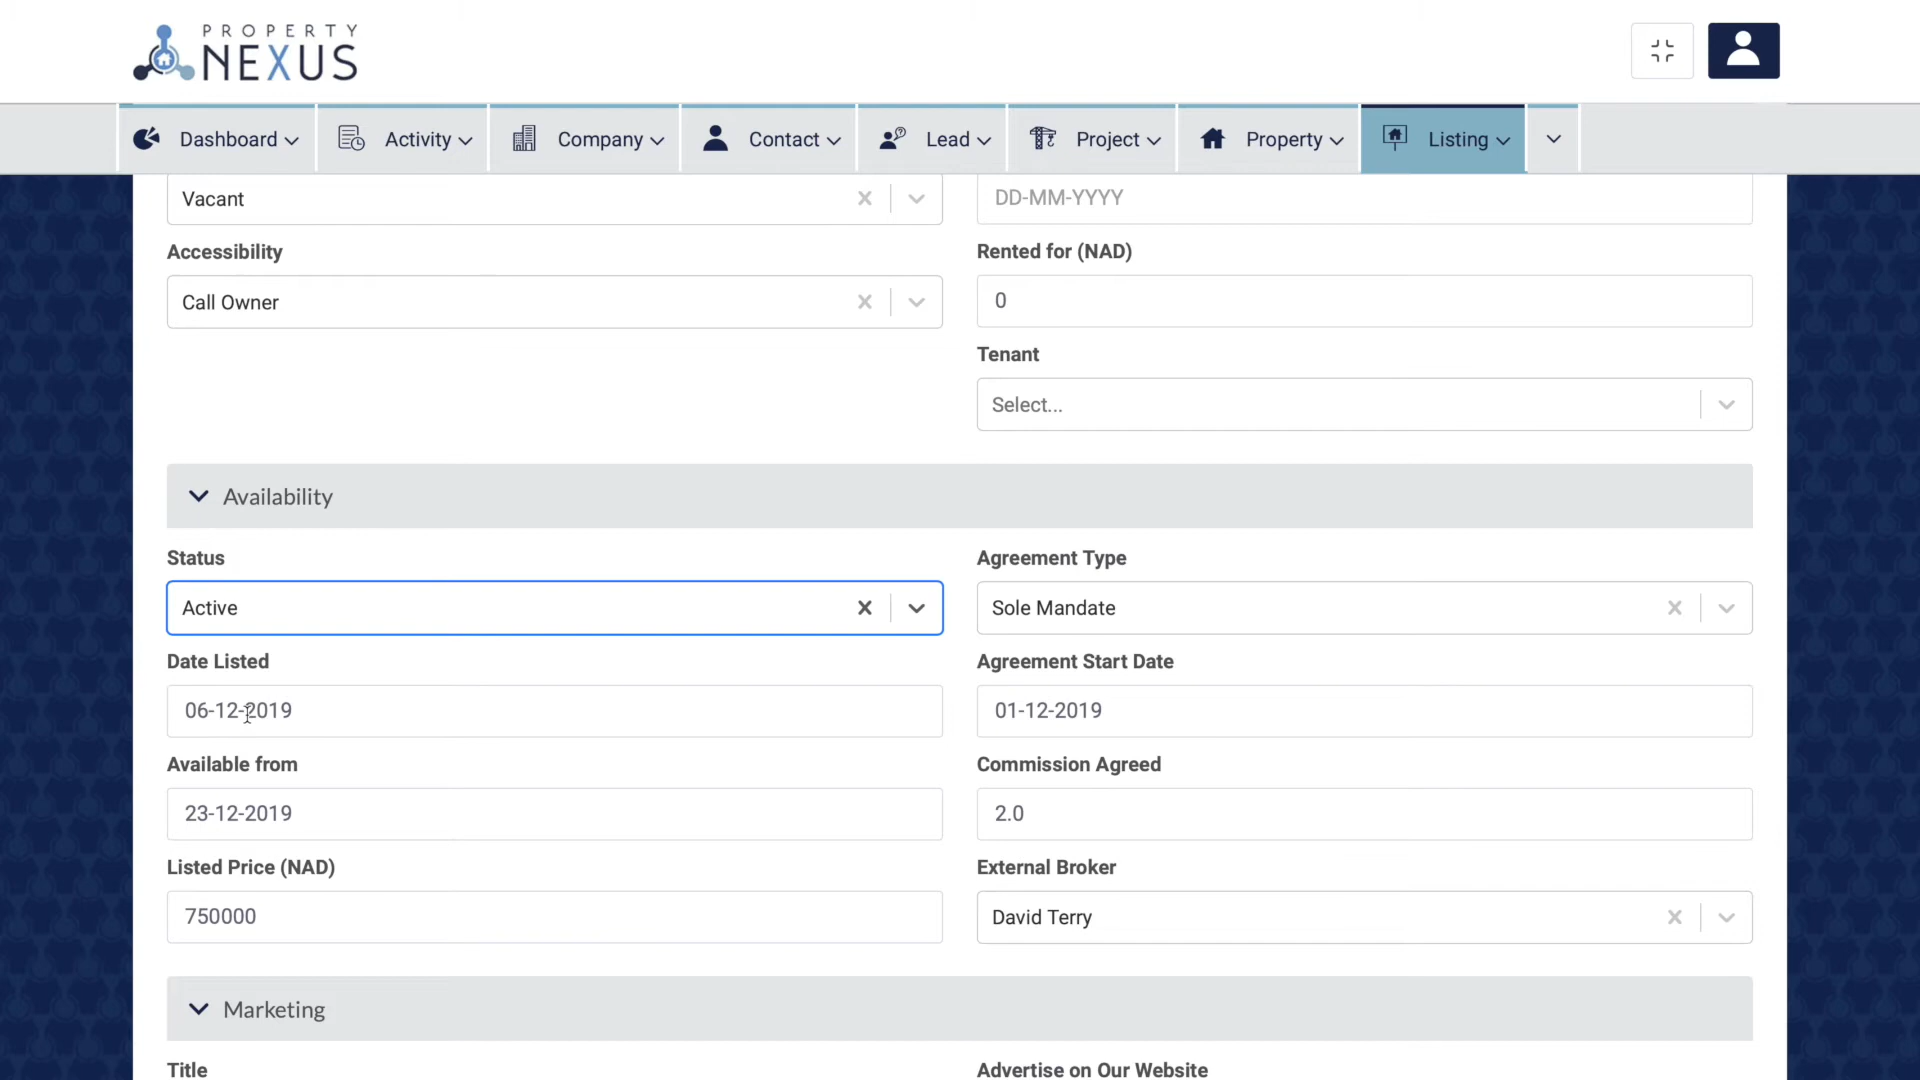 PROPERTY
NEXUS
Dashboard
Activity
Company
Contact
Lead
Project
Property
Listing
Vacant
DD-MM-YYYY
Accessibility
Rented for (NAD)
Call Owner
0
Tenant
Select...
Availability
Status
Agreement Type
Active
Sole Mandate
Date Listed
Agreement Start Date
06-12-2019
01-12-2019
Available from
Commission Agreed
23-12-2019
2.0
Listed Price (NAD)
External Broker
750000
David Terry
Marketing
Title
Advertise on Our Website